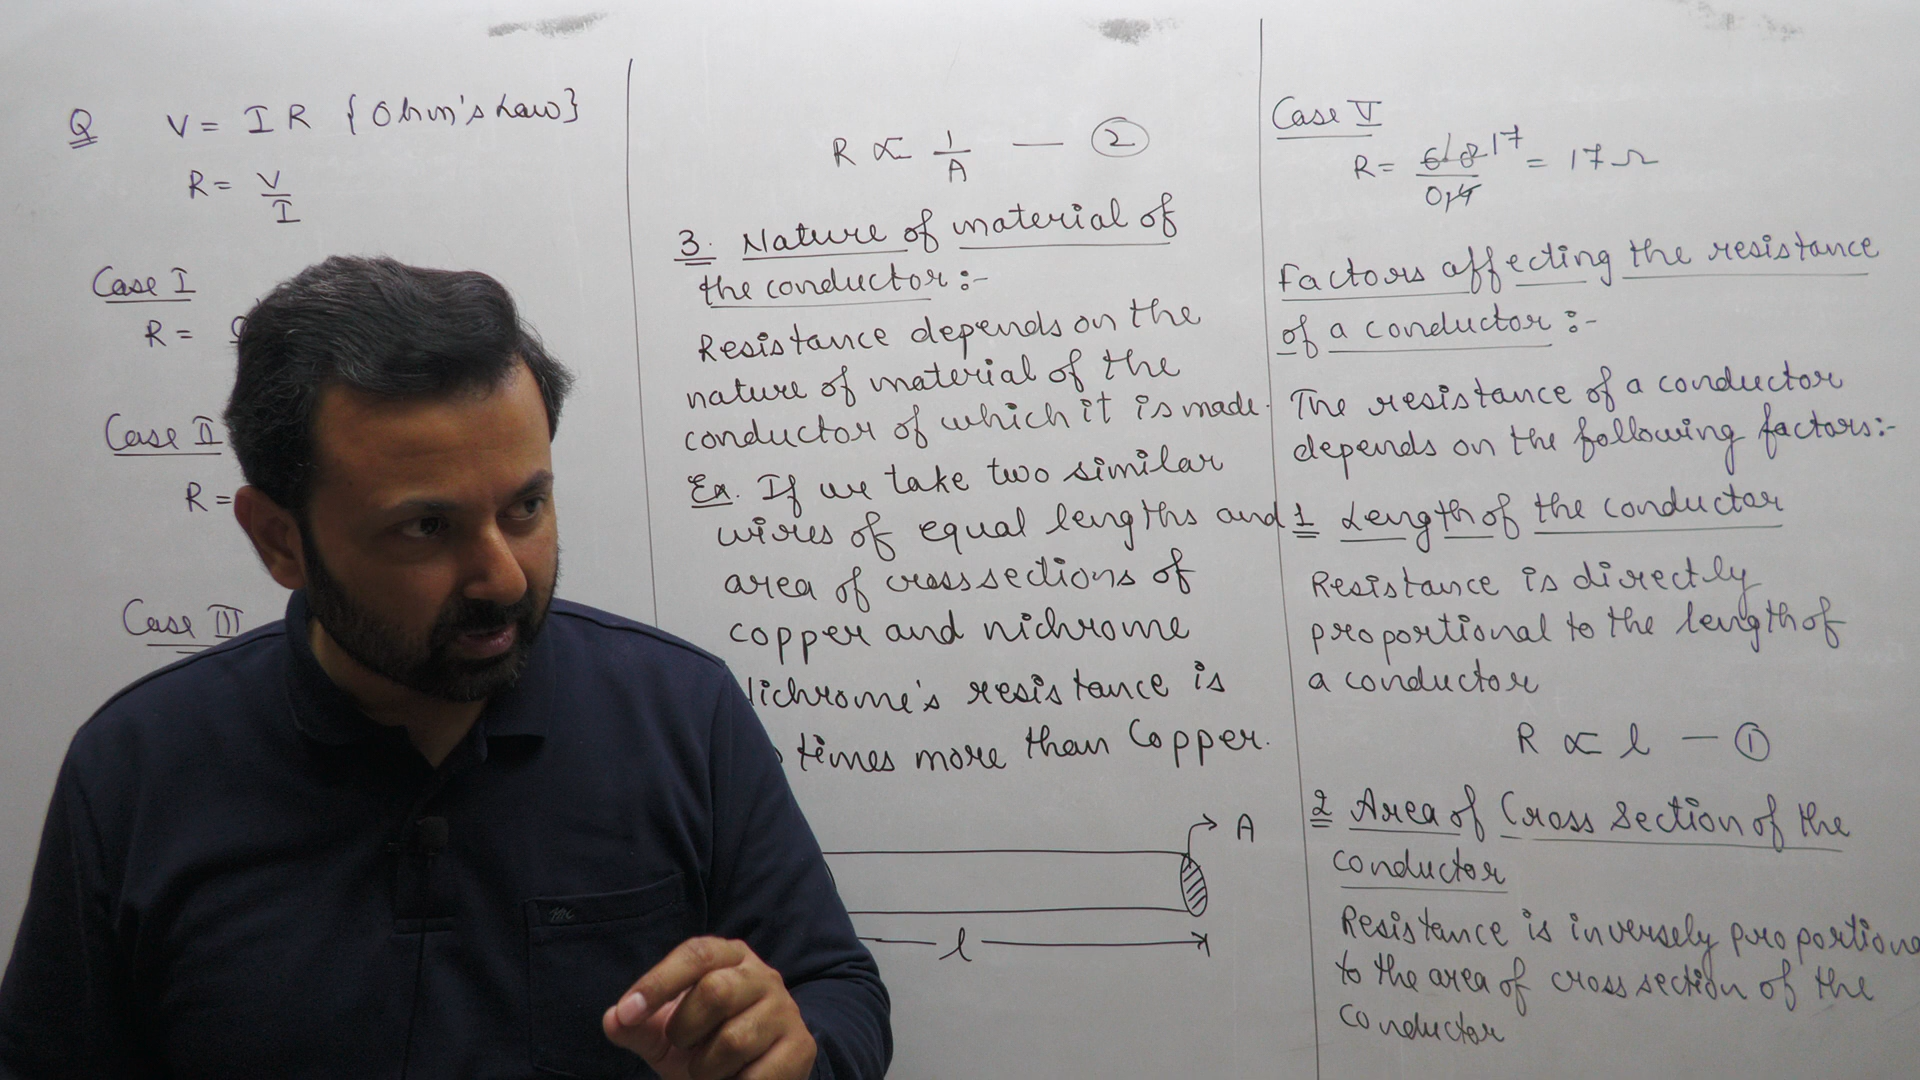 Q V = I R {Ohm's Law}
R = V/I
Case I
R =
Case II
R =
Case III
R ∝ 1/A — ②
3. Nature of material of
the conductor :-
Resistance depends on the
nature of material of the
conductor of which it is made.
Ex. If we take two similar
wires of equal lengths and
area of cross sections of
copper and nichrome
ichrome's resistance is
times more than Copper.
A
l
Case V
R = 6.8/0.4 17 = 17 Ω
Factors affecting the resistance
of a conductor :-
The resistance of a conductor
depends on the following factors:-
1 Length of the conductor
Resistance is directly
proportional to the length of
a conductor
R ∝ l — ①
2 Area of Cross Section of the
conductor
Resistance is inversely proportiona
to the area of cross section of the
conductor